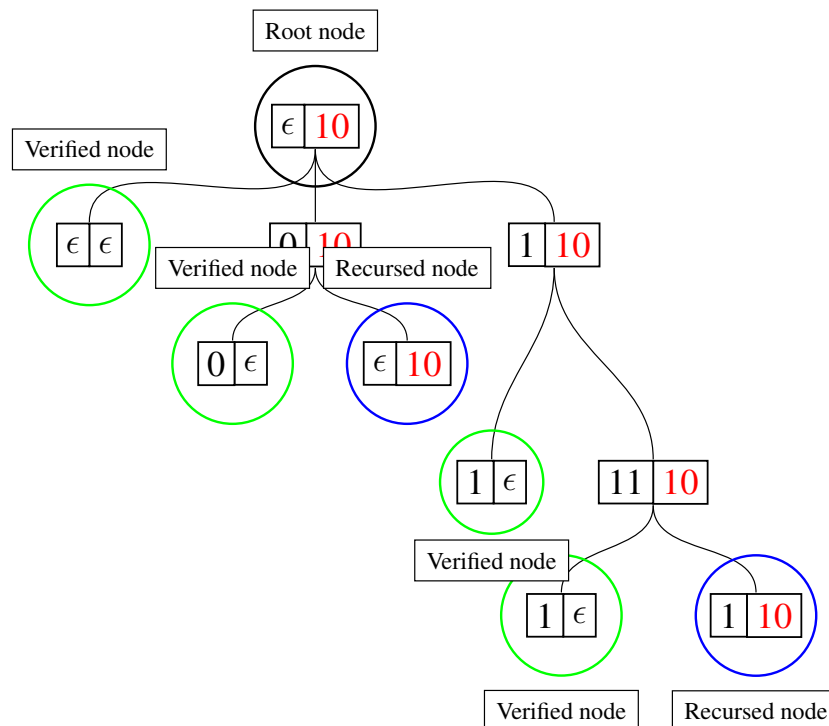 Root node
ϵ 10
Verified node
ϵ ϵ
0 10
1 10
Verified node
Recursed node
0 ϵ
ϵ 10
1 ϵ
11 10
Verified node
1 ϵ
1 10
Verified node
Recursed node